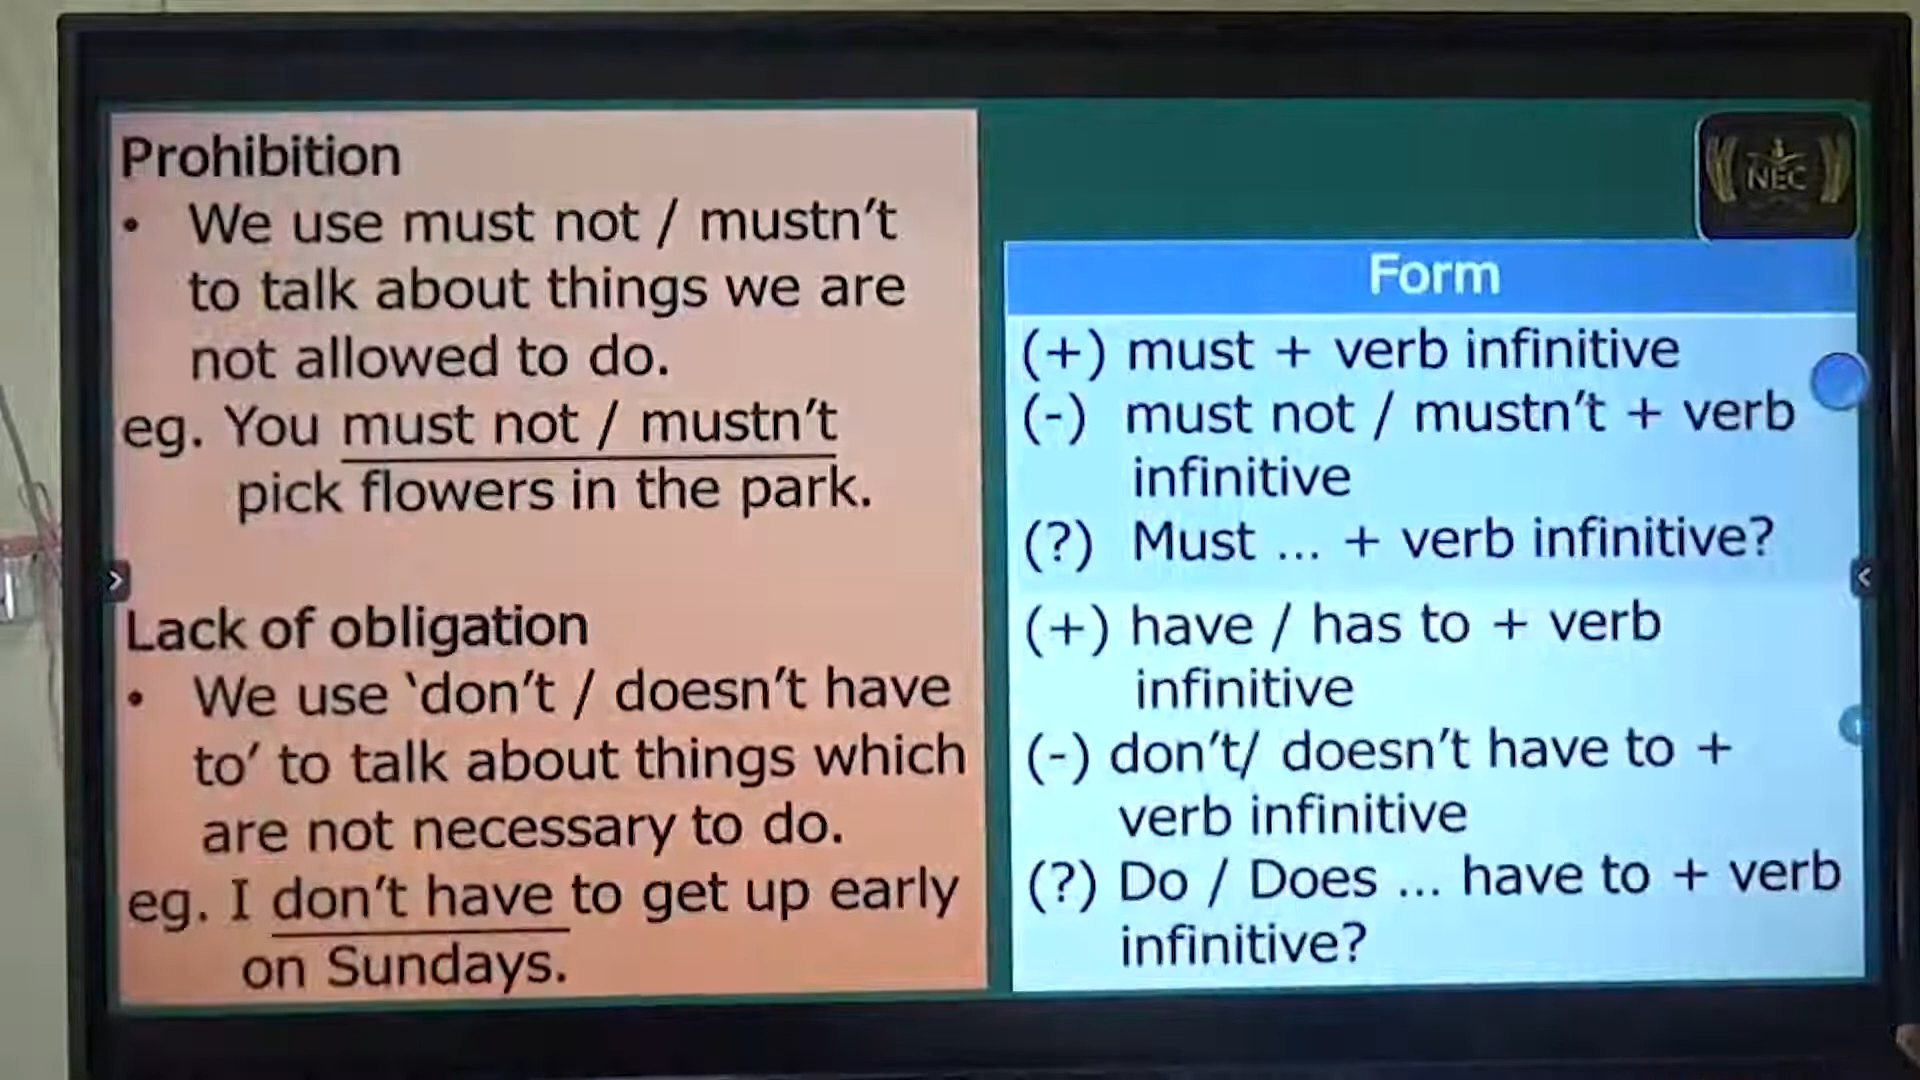 Prohibition
• We use must not / mustn’t
to talk about things we are
not allowed to do.
eg. You must not / mustn’t
pick flowers in the park.
Lack of obligation
• We use ‘don’t / doesn’t have
to’ to talk about things which
are not necessary to do.
eg. I don’t have to get up early
on Sundays.
NEC
Form
(+) must + verb infinitive
(-) must not / mustn’t + verb
infinitive
(?) Must ... + verb infinitive?
(+) have / has to + verb
infinitive
(-) don’t/ doesn’t have to +
verb infinitive
(?) Do / Does ... have to + verb
infinitive?